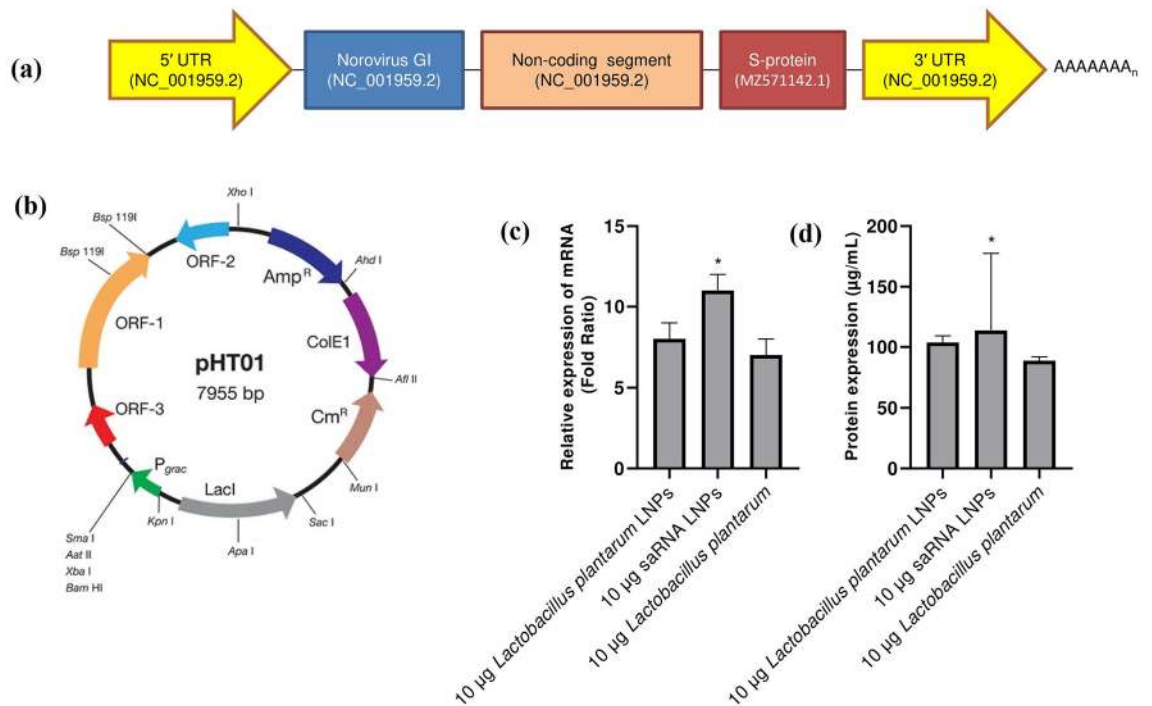 (a)
5′ UTR
(NC_001959.2)
Norovirus GI
(NC_001959.2)
Non-coding segment
(NC_001959.2)
S-protein
(MZ571142.1)
3′ UTR
(NC_001959.2)
AAAAAAAn
(b)
Xho I
Bsp 119I
Bsp 119I
ORF-2
Amp R
Ahd I
ORF-1
ColE1
pHT01
7955 bp
Afl II
ORF-3
Cm R
Pgrac
LacI
Mun I
Kpn I
Sac I
Apa I
Sma I
Aat II
Xba I
Bam HI
(c)
Relative expression of mRNA
(Fold Ratio)
15
10
5
0
*
10 µg Lactobacillus plantarum LNPs
10 µg saRNA LNPs
10 µg Lactobacillus plantarum
(d)
Protein expression (µg/mL)
200
150
100
50
0
*
10 µg Lactobacillus plantarum LNPs
10 µg saRNA LNPs
10 µg Lactobacillus plantarum